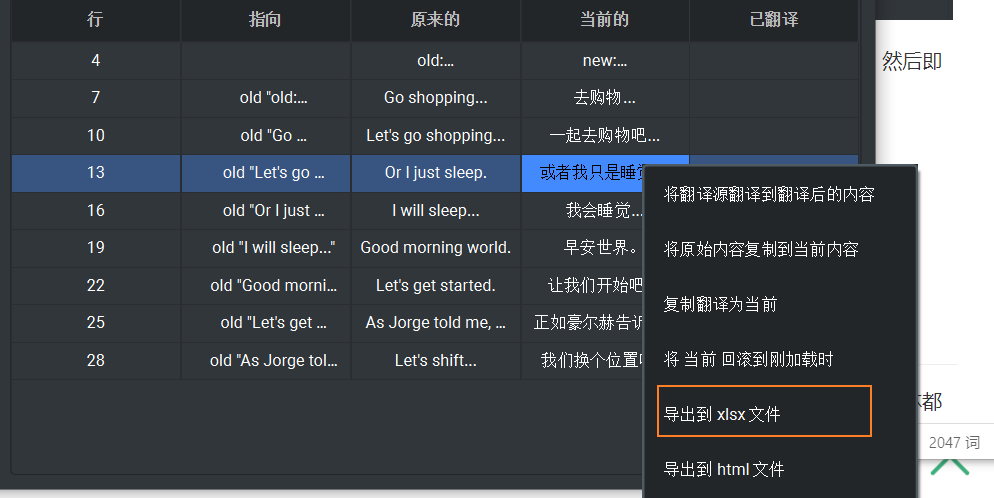 行 指向 原来的 当前的 已翻译
4 old:... new:...
7 old "old:... Go shopping... 去购物...
10 old "Go ... Let's go shopping... 一起去购物吧...
13 old "Let's go ... Or I just sleep. 或者我只是睡觉
16 old "Or I just ... I will sleep... 我会睡觉...
19 old "I will sleep..." Good morning world. 早安世界。
22 old "Good morni... Let's get started. 让我们开始吧
25 old "Let's get ... As Jorge told me, ... 正如豪尔赫告诉
28 old "As Jorge tol... Let's shift... 我们换个位置
将翻译源翻译到翻译后的内容
将原始内容复制到当前内容
复制翻译为当前
将 当前 回滚到刚加载时
导出到 xlsx 文件
导出到 html 文件
然后即
都
2047 词